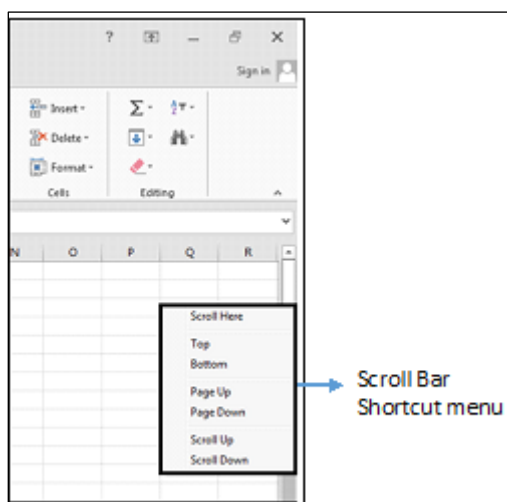 ?
Sign in
Insert
Σ
A
Z
Delete
Format
Cells
Editing
N O P Q R
Scroll Here
Top
Bottom
Page Up
Page Down
Scroll Up
Scroll Down
Scroll Bar
Shortcut menu